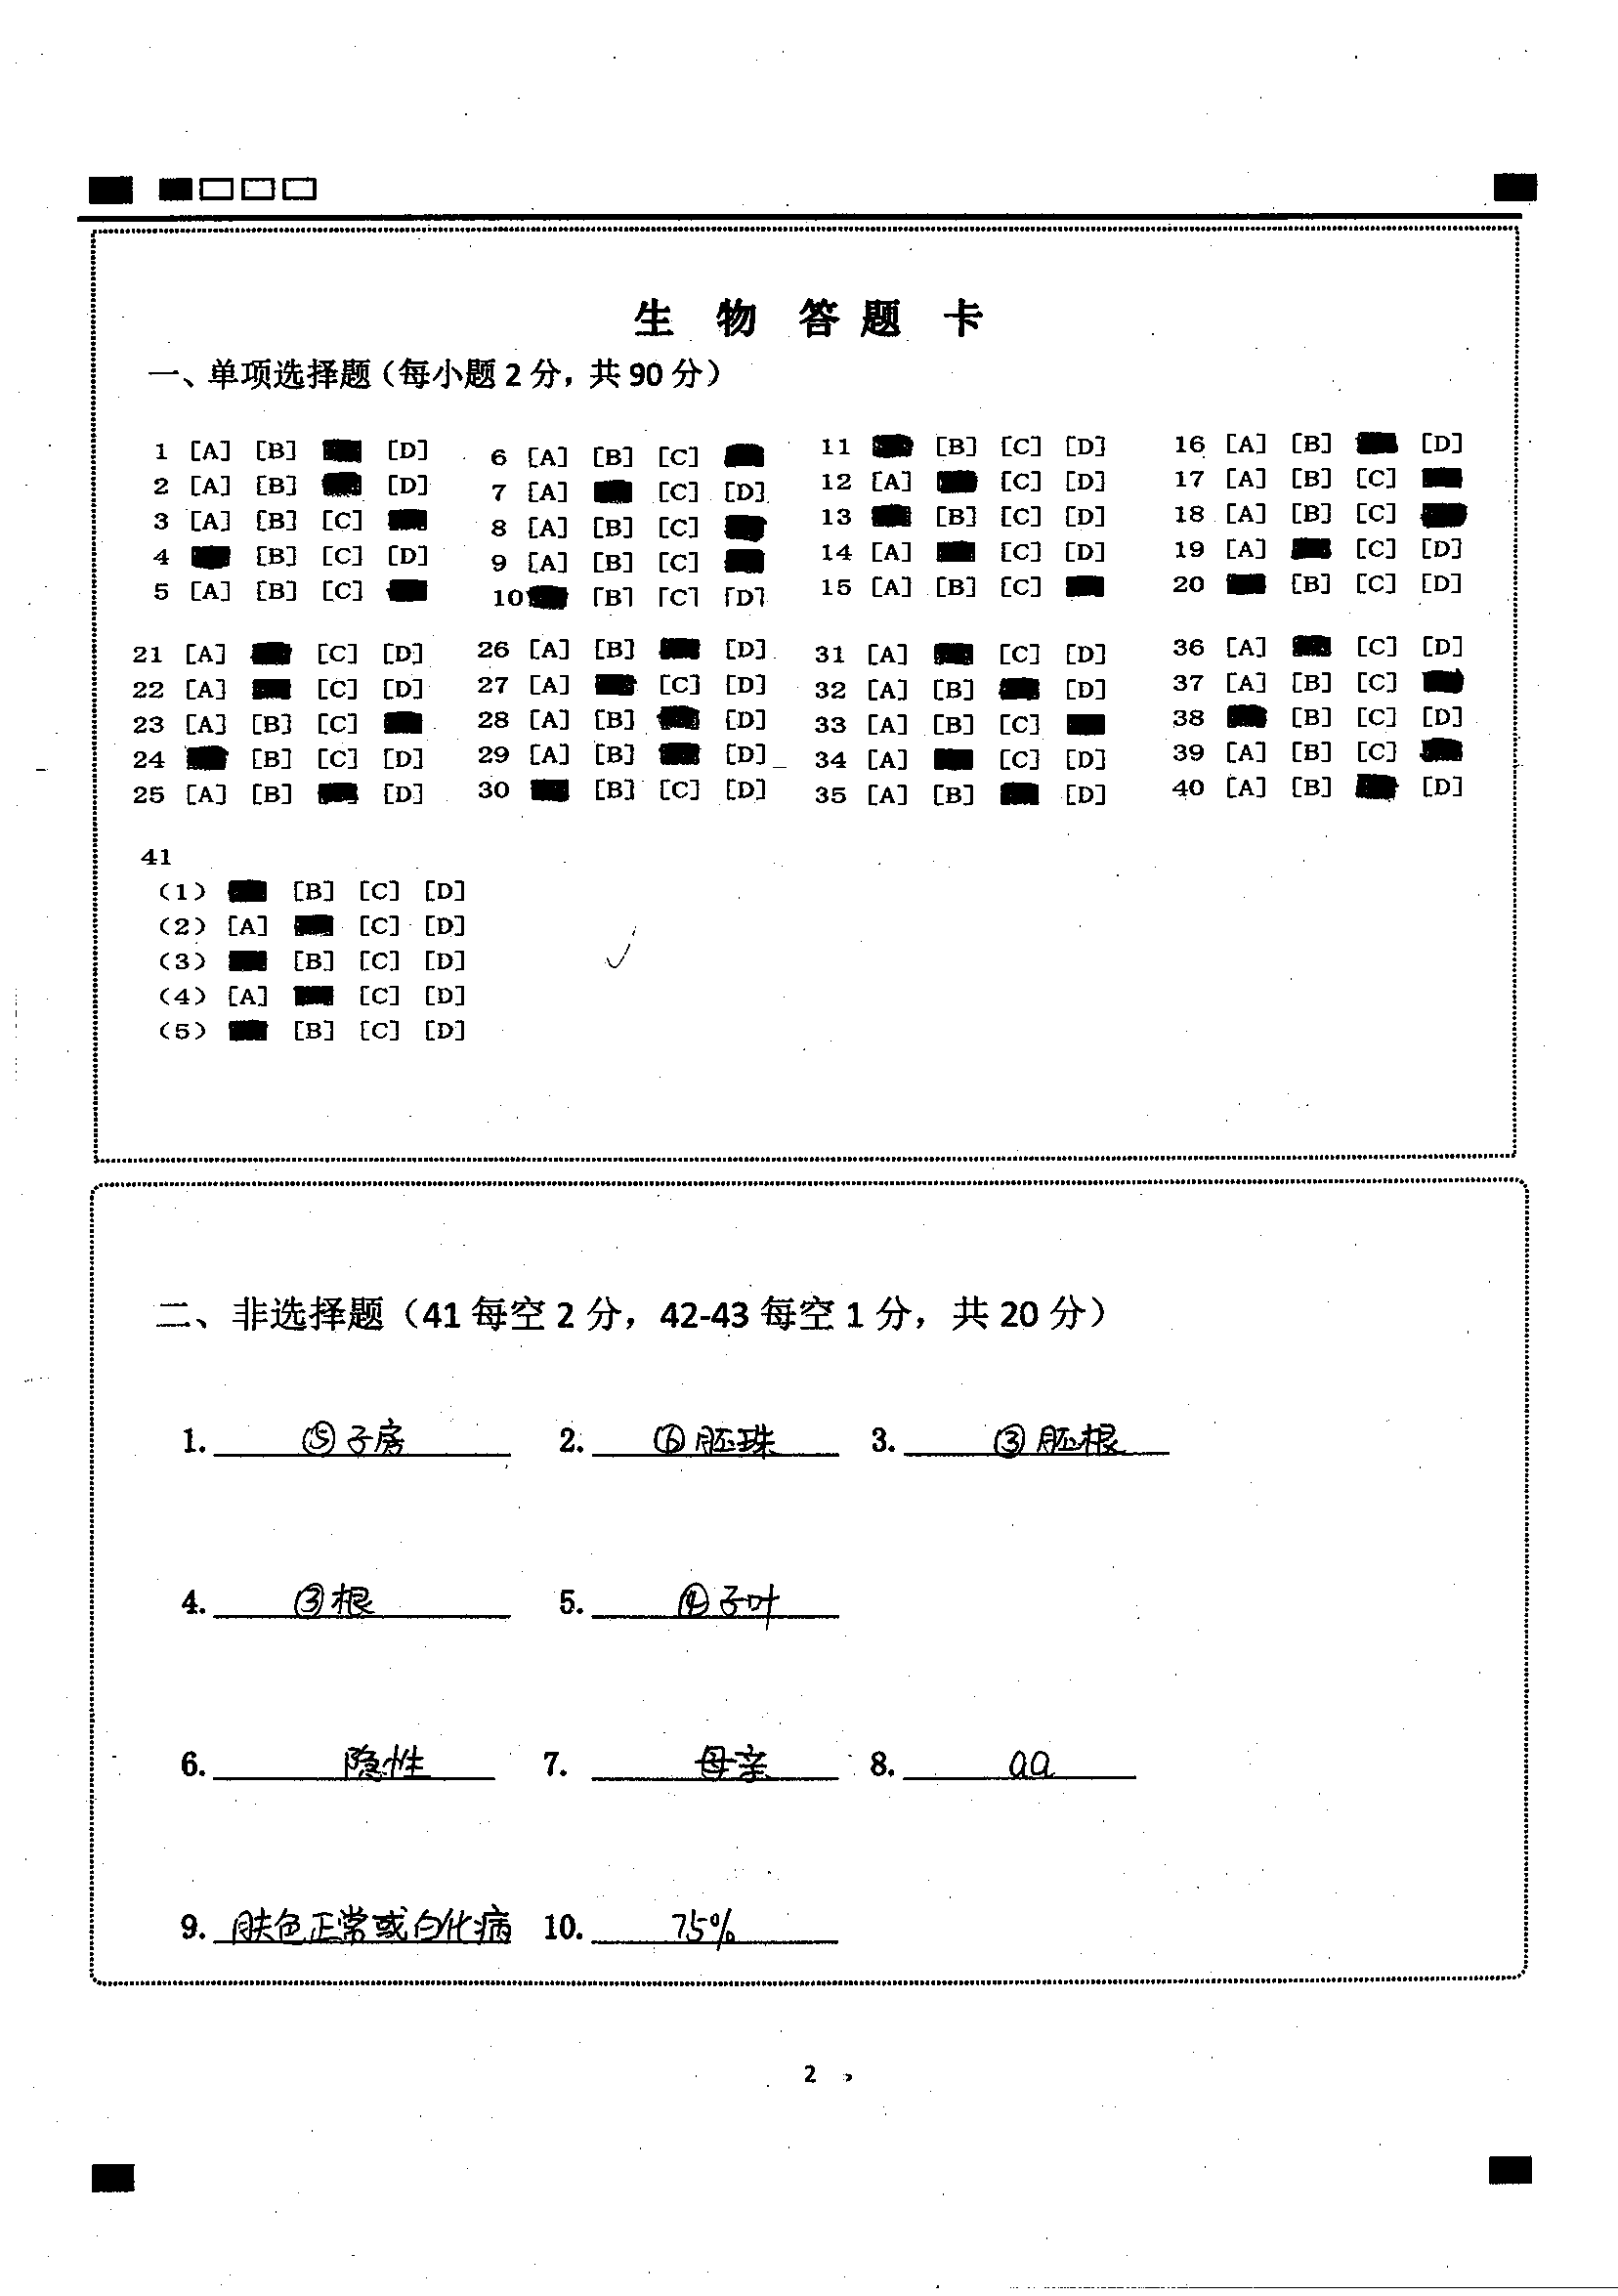 生 物 答 题 卡
一、单项选择题（每小题 2 分，共 90 分）
1 [A] [B] [D] 6 [A] [B] [C] 11 [B] [C] [D] 16 [A] [B] [D]
2 [A] [B] [D] 7 [A] [C] [D] 12 [A] [C] [D] 17 [A] [B] [C]
3 [A] [B] [C] 8 [A] [B] [C] 13 [B] [C] [D] 18 [A] [B] [C]
4 [B] [C] [D] 9 [A] [B] [C] 14 [A] [C] [D] 19 [A] [C] [D]
5 [A] [B] [C] 10 [B] [C] [D] 15 [A] [B] [C] 20 [B] [C] [D]
21 [A] [C] [D] 26 [A] [B] [D] 31 [A] [C] [D] 36 [A] [C] [D]
22 [A] [C] [D] 27 [A] [C] [D] 32 [A] [B] [D] 37 [A] [B] [C]
23 [A] [B] [C] 28 [A] [B] [D] 33 [A] [B] [C] 38 [B] [C] [D]
24 [B] [C] [D] 29 [A] [B] [D] 34 [A] [C] [D] 39 [A] [B] [C]
25 [A] [B] [D] 30 [B] [C] [D] 35 [A] [B] [D] 40 [A] [B] [D]
41
(1) [B] [C] [D]
(2) [A] [C] [D]
(3) [B] [C] [D]
(4) [A] [C] [D]
(5) [B] [C] [D]
二、非选择题（41 每空 2 分，42-43 每空 1 分，共 20 分）
1. ⑤子房 2. ⑥胚珠 3. ③胚根
4. ③根 5. ④子叶
6. 隐性 7. 母亲 8. aa
9. 肤色正常或白化病 10. 75%
2